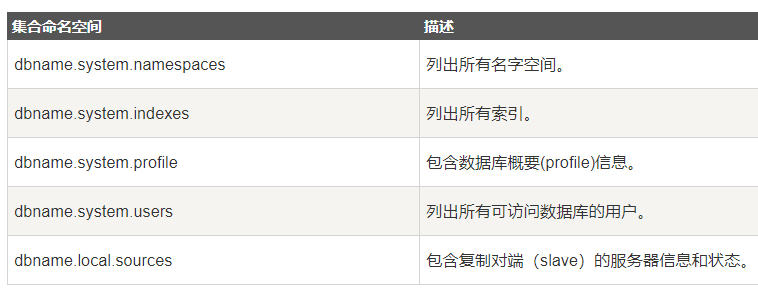 集合命名空间 描述
dbname.system.namespaces 列出所有名字空间。
dbname.system.indexes 列出所有索引。
dbname.system.profile 包含数据库概要(profile)信息。
dbname.system.users 列出所有可访问数据库的用户。
dbname.local.sources 包含复制对端（slave）的服务器信息和状态。